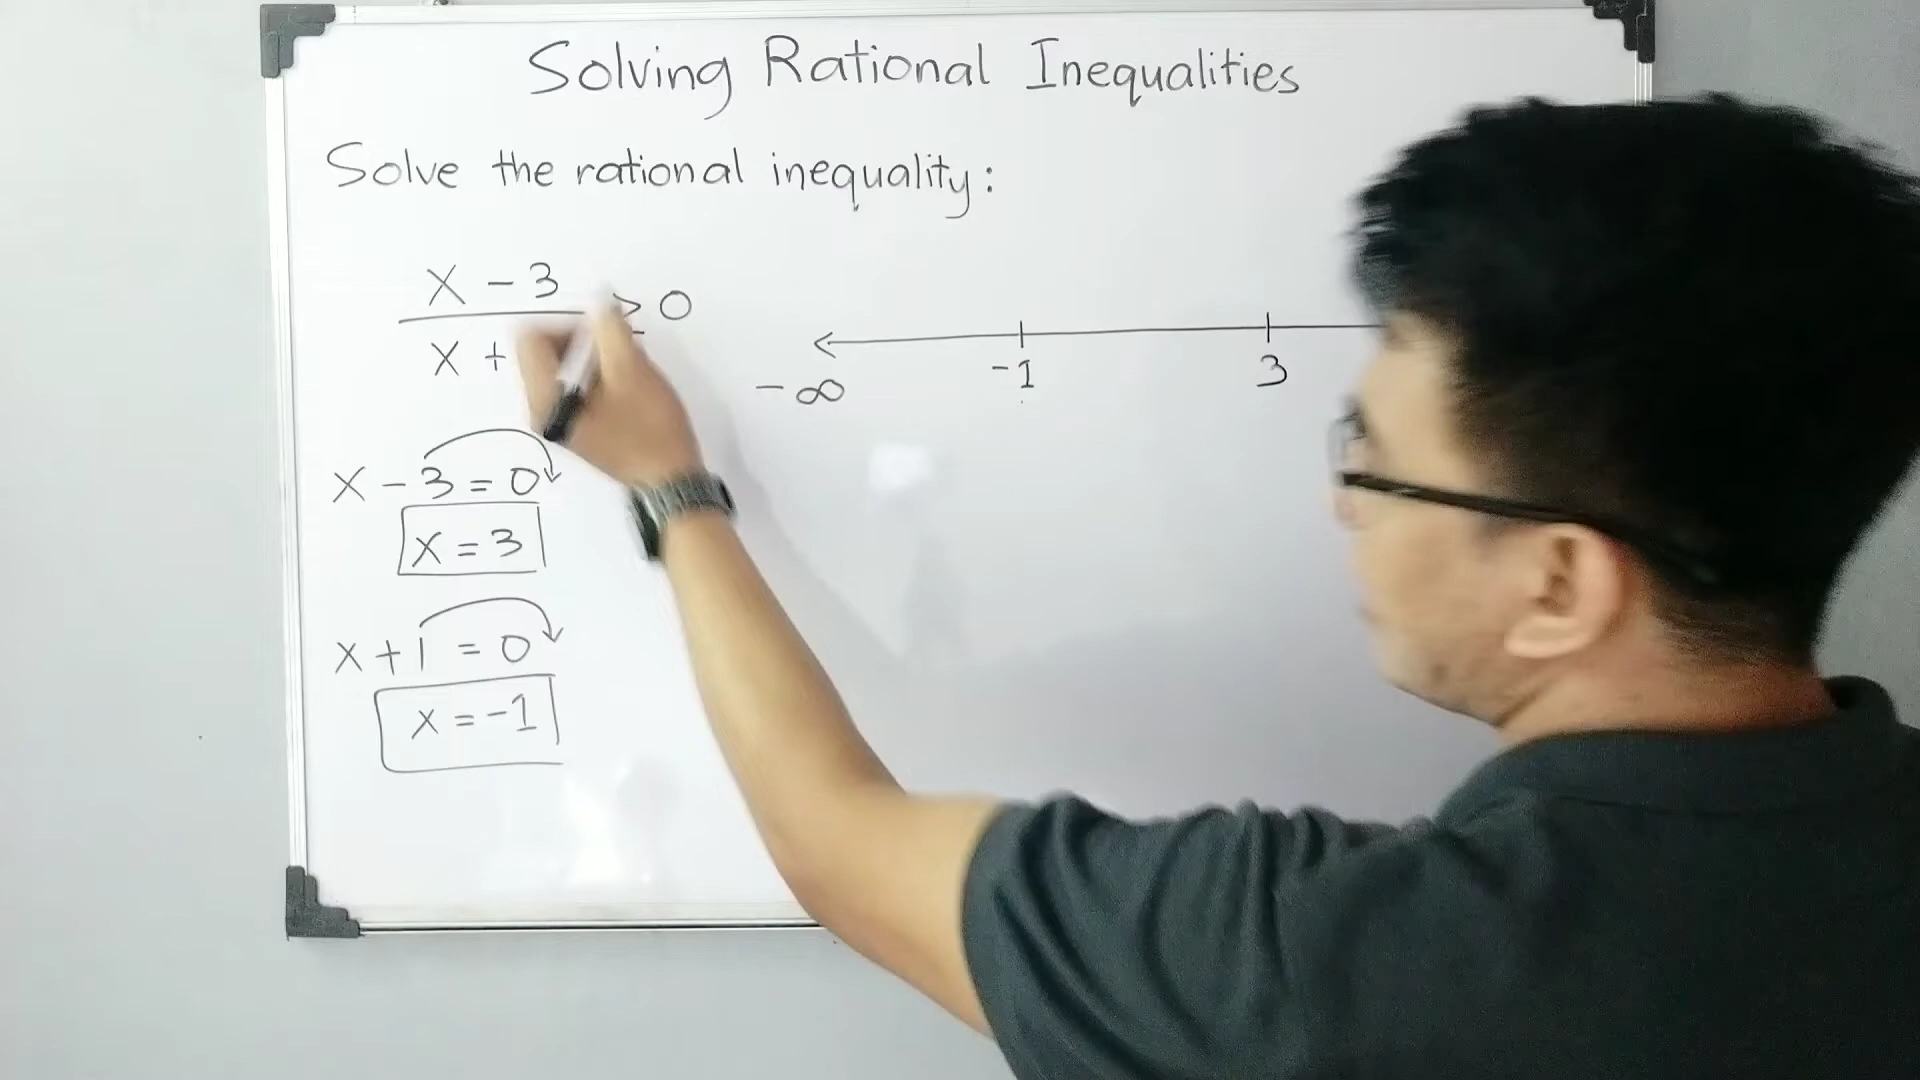 Solving Rational Inequalities
Solve the rational inequality:
x - 3
≥ 0
x +
-∞ -1 3
x - 3 = 0
x = 3
x + 1 = 0
x = -1